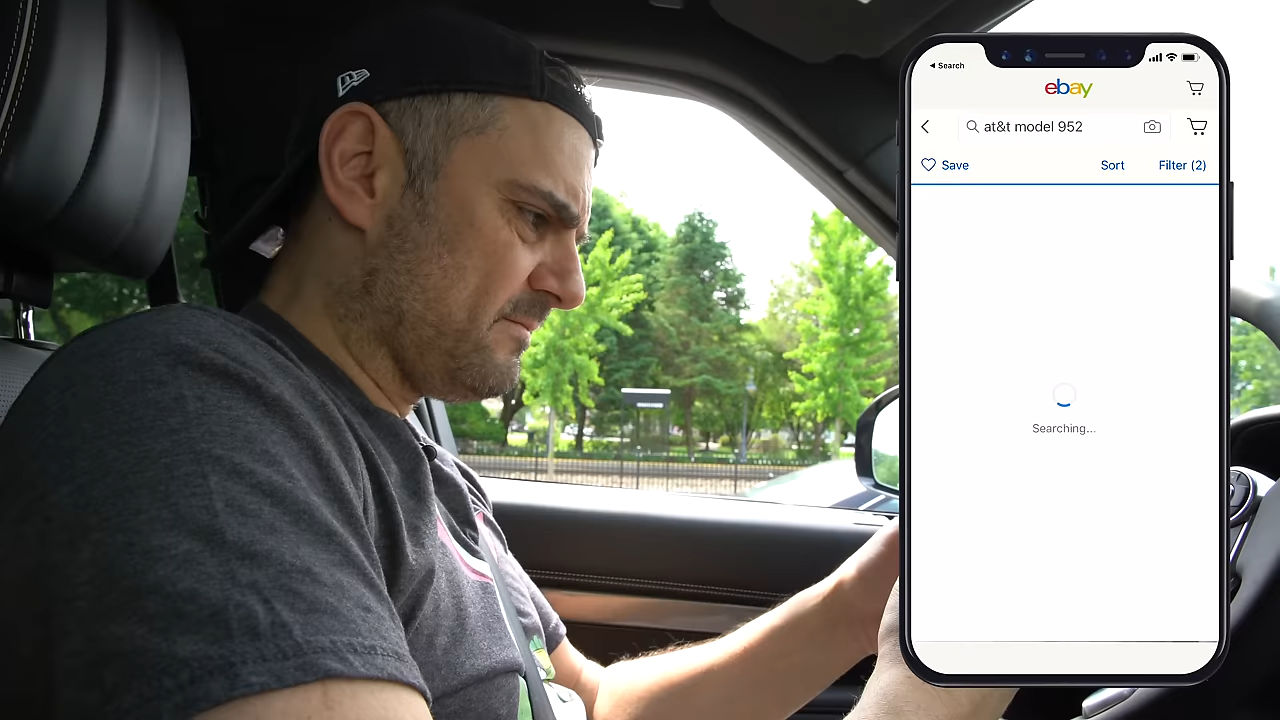 Search
ebay
at&t model 952
Save
Sort
Filter (2)
Searching...